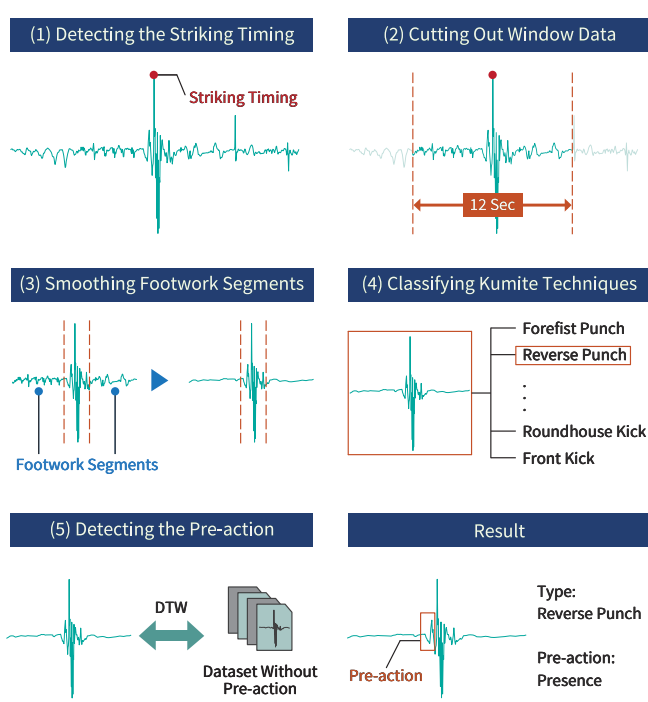 (1) Detecting the Striking Timing
Striking Timing
(2) Cutting Out Window Data
12 Sec
(3) Smoothing Footwork Segments
Footwork Segments
(4) Classifying Kumite Techniques
Forefist Punch
Reverse Punch
Roundhouse Kick
Front Kick
(5) Detecting the Pre-action
DTW
Dataset Without
Pre-action
Result
Pre-action
Type:
Reverse Punch
Pre-action:
Presence